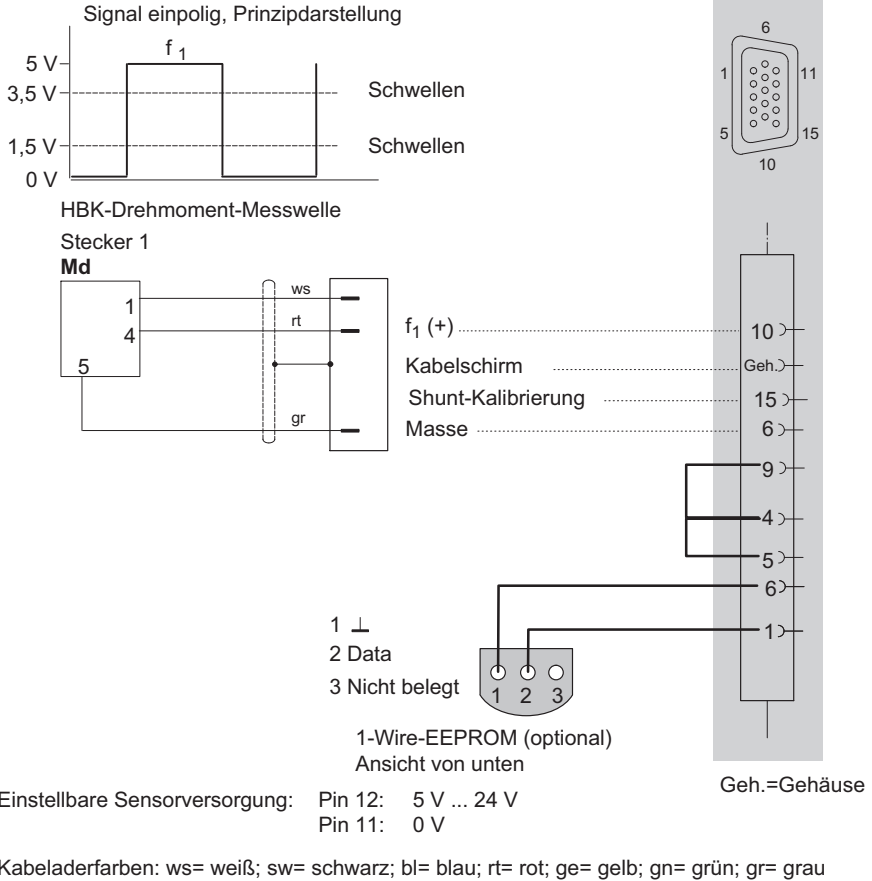 Signal einpolig, Prinzipdarstellung
f 1
5 V
3,5 V
Schwellen
1,5 V
Schwellen
0 V
6
1
11
5
15
10
HBK-Drehmoment-Messwelle
Stecker 1
Md
1
4
5
ws
rt
gr
f1 (+)
10
Kabelschirm
Geh.
Shunt-Kalibrierung
15
Masse
6
9
4
5
6
1
1 ⊥
2 Data
3 Nicht belegt
1 2 3
1-Wire-EEPROM (optional)
Ansicht von unten
Geh.=Gehäuse
Einstellbare Sensorversorgung: Pin 12: 5 V ... 24 V
Pin 11: 0 V
Kabeladerfarben: ws= weiß; sw= schwarz; bl= blau; rt= rot; ge= gelb; gn= grün; gr= grau